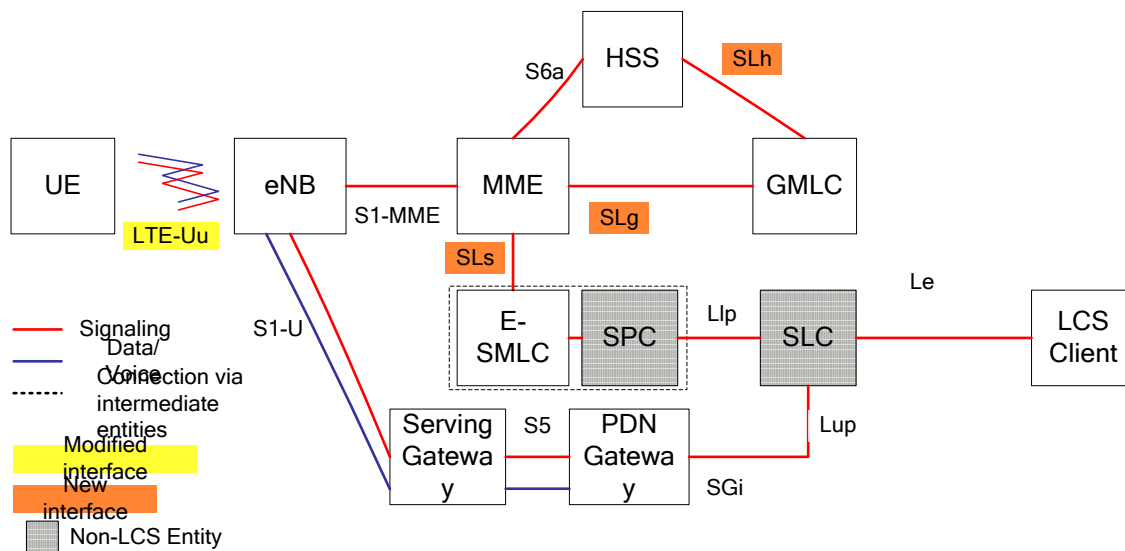 HSS
S6a
SLh
UE
eNB
MME
GMLC
S1-MME
SLg
LTE-Uu
SLs
Le
E-
SMLC
SPC
Llp
SLC
LCS
Client
S1-U
Signaling
Data/
Voice
Connection via
intermediate
entities
Serving
Gatewa
y
S5
PDN
Gatewa
y
Lup
SGi
Modified
interface
New
interface
Non-LCS Entity